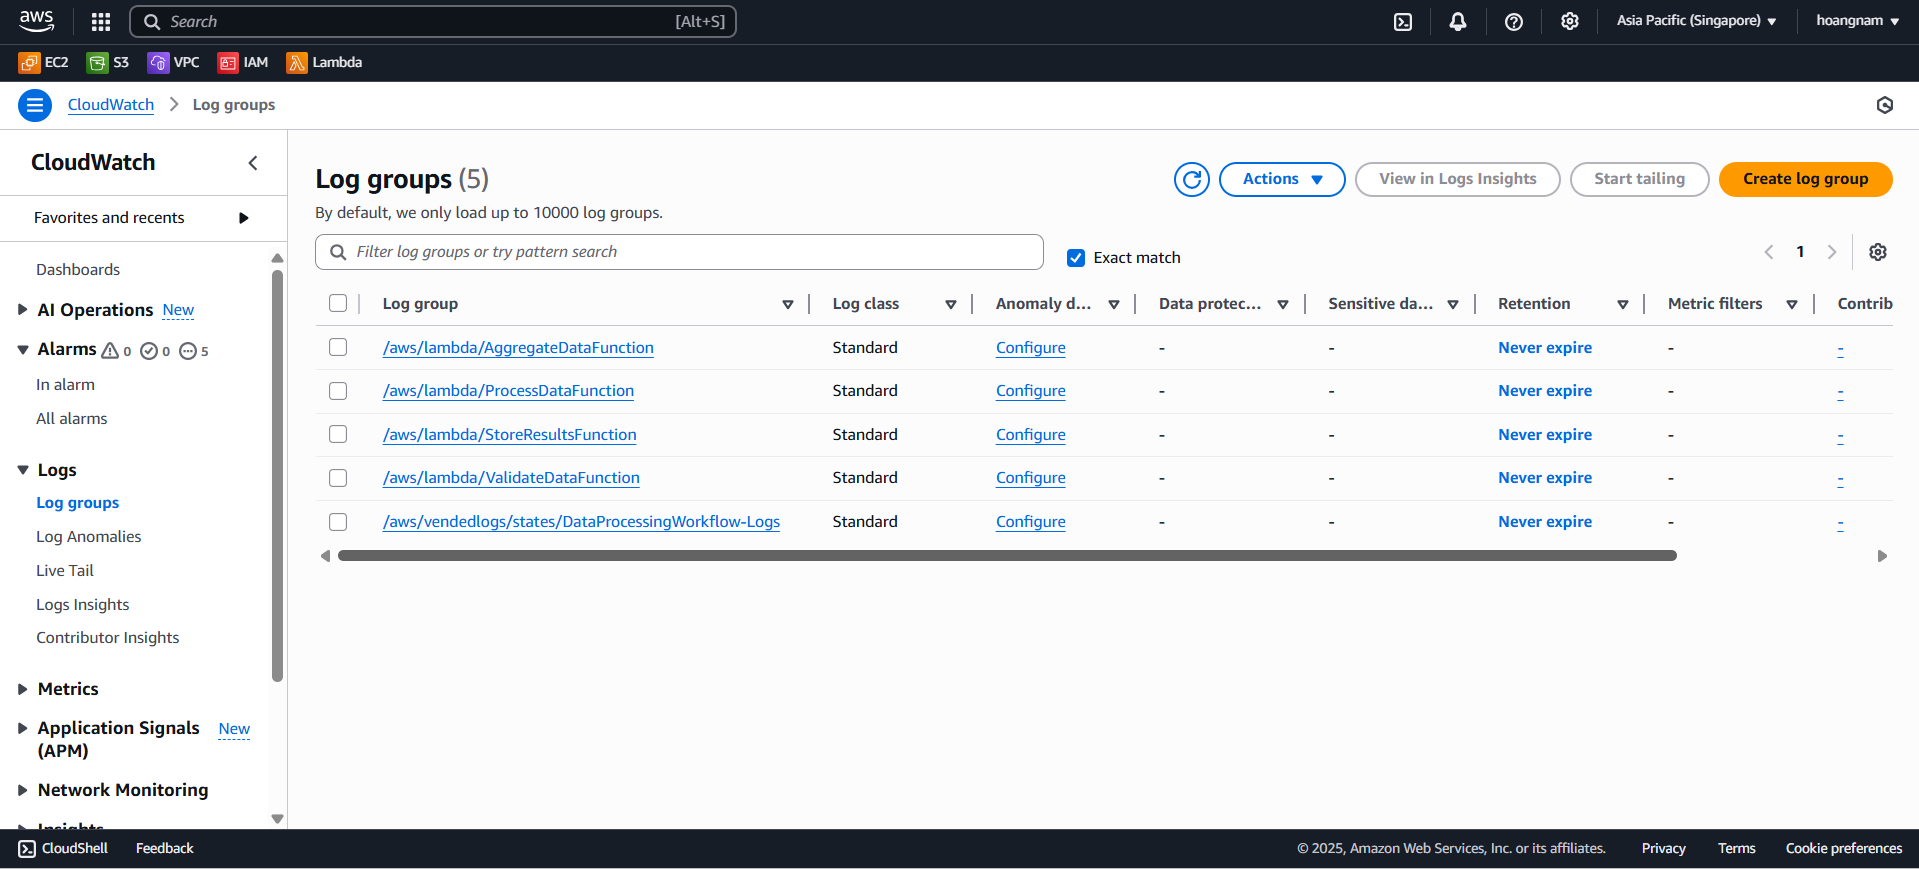 aws
Search [Alt+S]
Asia Pacific (Singapore)
hoangnam
EC2 S3 VPC IAM Lambda
CloudWatch Log groups
CloudWatch
Favorites and recents
Dashboards
AI Operations New
Alarms 0 0 5
In alarm
All alarms
Logs
Log groups
Log Anomalies
Live Tail
Logs Insights
Contributor Insights
Metrics
Application Signals New
(APM)
Network Monitoring
Insights
Log groups (5)
By default, we only load up to 10000 log groups.
Actions View in Logs Insights Start tailing Create log group
Filter log groups or try pattern search
Exact match
1
Log group Log class Anomaly d... Data protec... Sensitive da... Retention Metric filters Contrib
/aws/lambda/AggregateDataFunction Standard Configure - - Never expire - -
/aws/lambda/ProcessDataFunction Standard Configure - - Never expire - -
/aws/lambda/StoreResultsFunction Standard Configure - - Never expire - -
/aws/lambda/ValidateDataFunction Standard Configure - - Never expire - -
/aws/vendedlogs/states/DataProcessingWorkflow-Logs Standard Configure - - Never expire - -
CloudShell Feedback
© 2025, Amazon Web Services, Inc. or its affiliates. Privacy Terms Cookie preferences